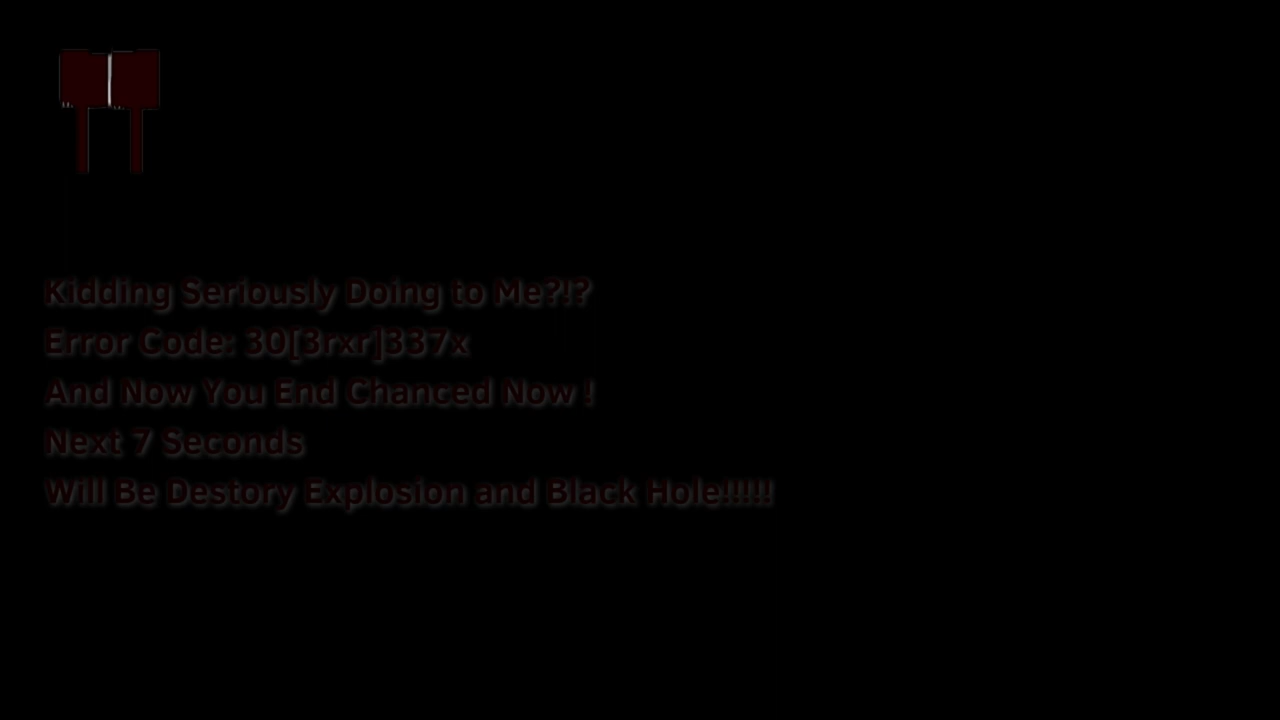 Kidding Seriously Doing to Me?!?
Error Code: 30[3rxr]337x
And Now You End Chanced Now !
Next 7 Seconds
Will Be Destory Explosion and Black Hole!!!!!